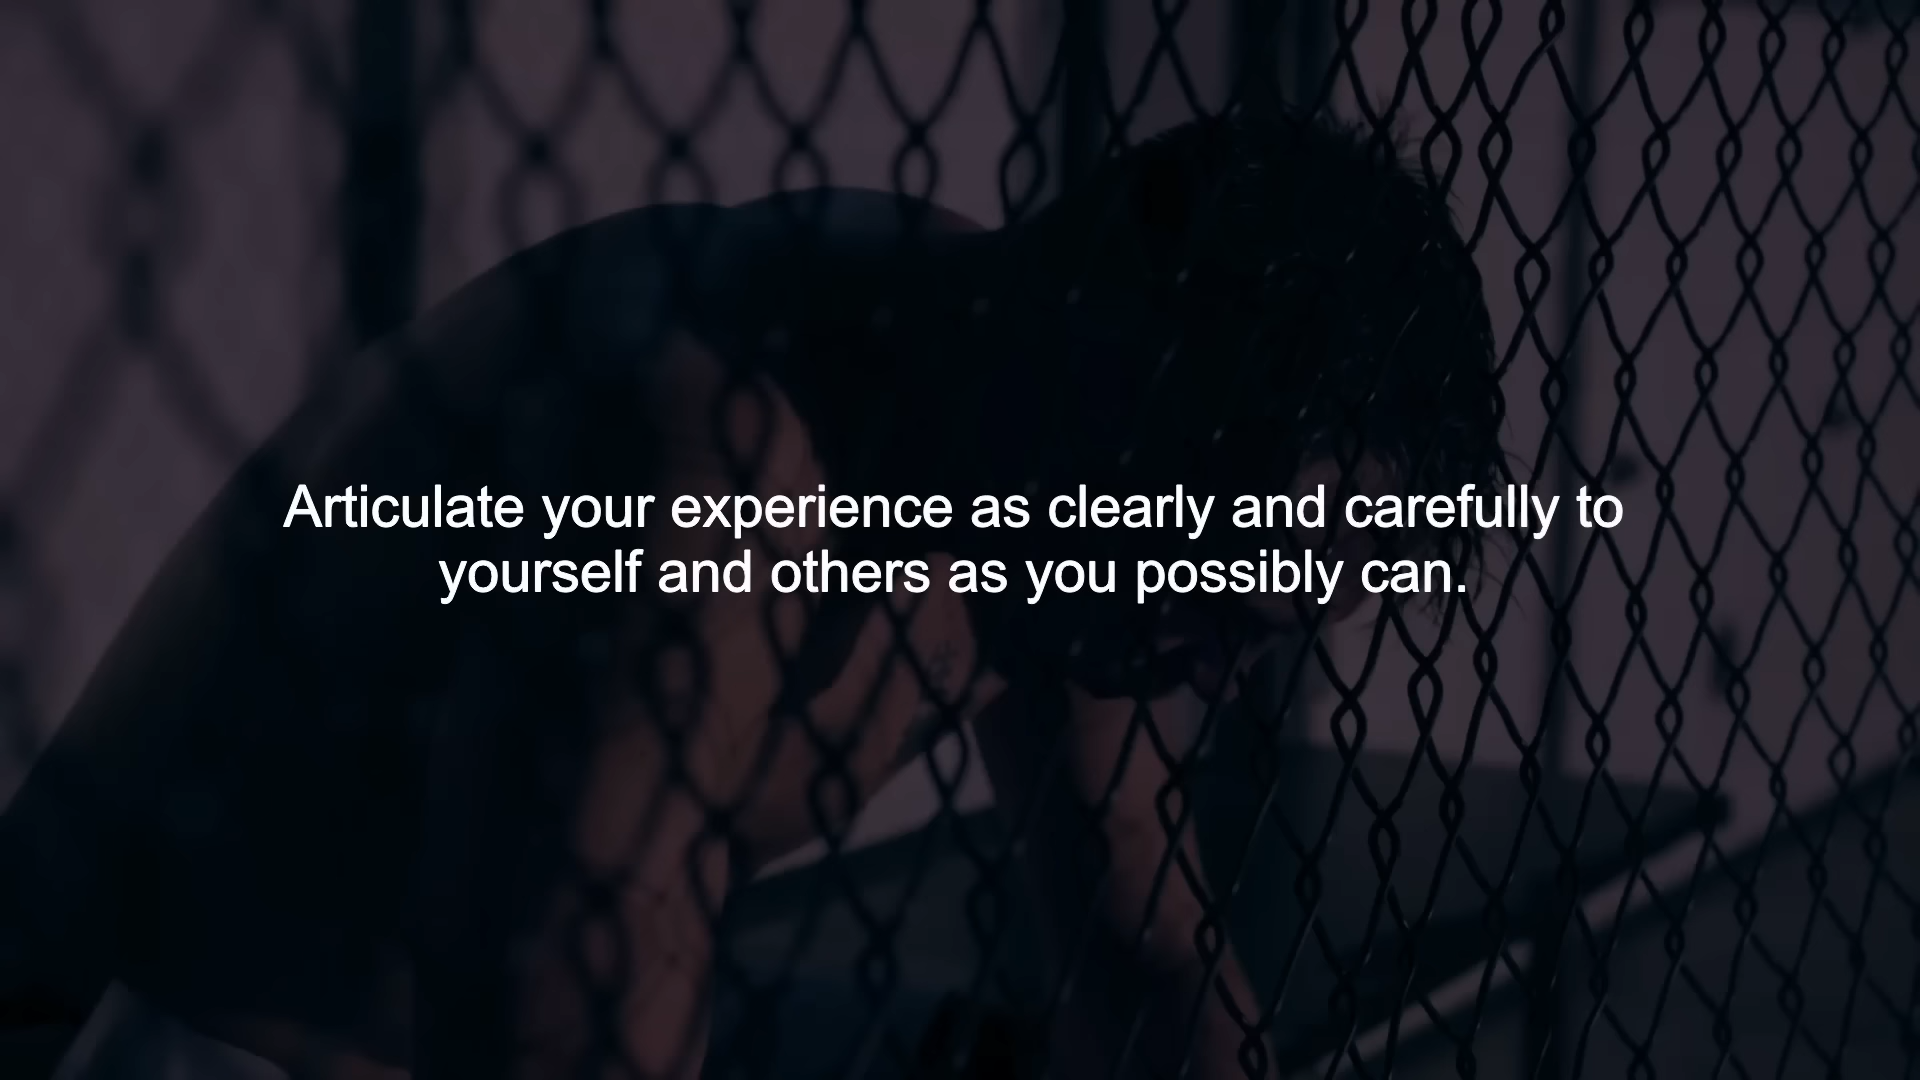 Articulate your experience as clearly and carefully to
yourself and others as you possibly can.